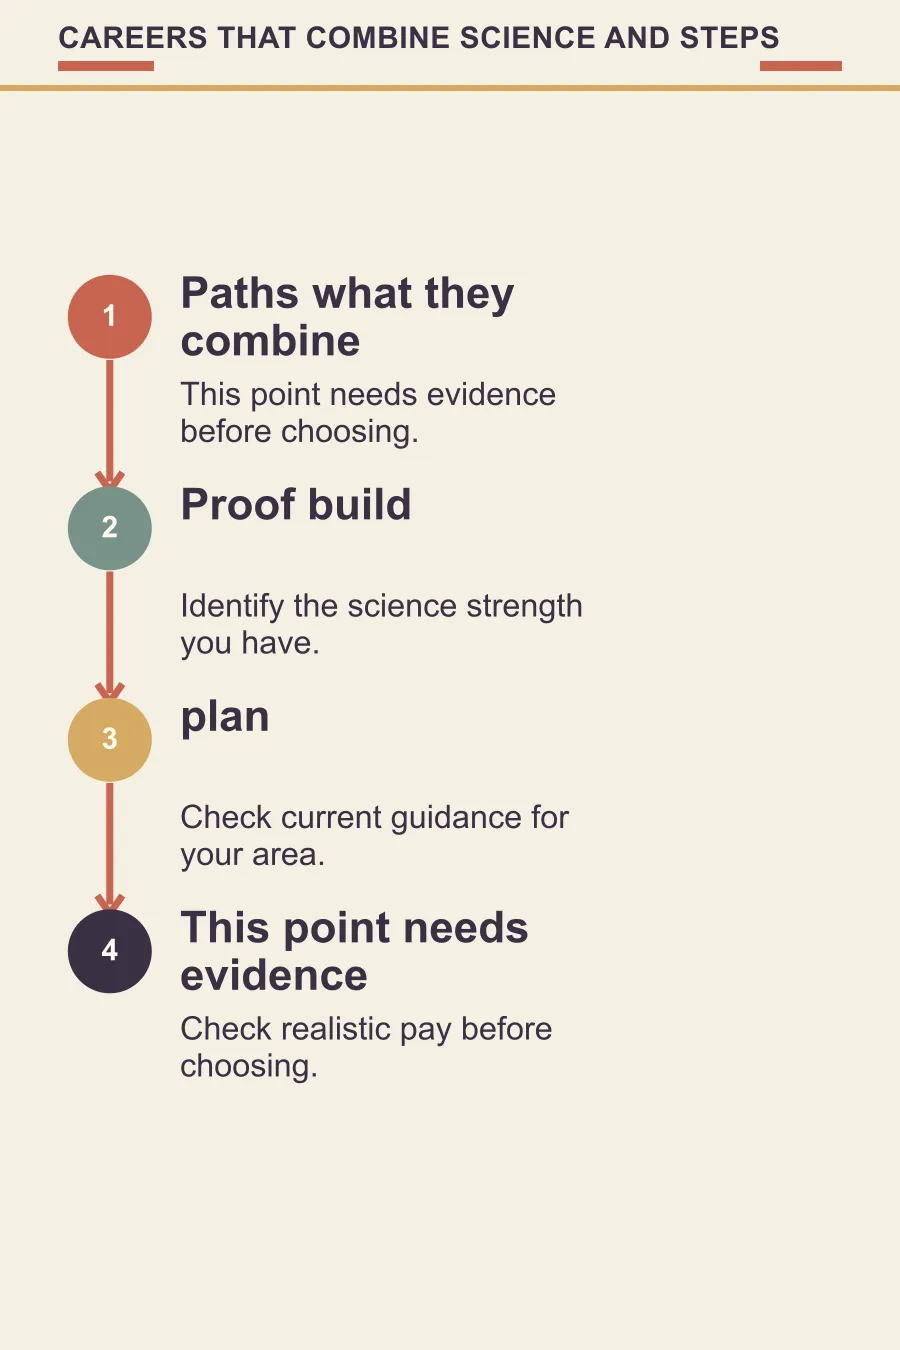 CAREERS THAT COMBINE SCIENCE AND STEPS
1
Paths what they
combine
This point needs evidence
before choosing.
2
Proof build
Identify the science strength
you have.
3
plan
Check current guidance for
your area.
4
This point needs
evidence
Check realistic pay before
choosing.